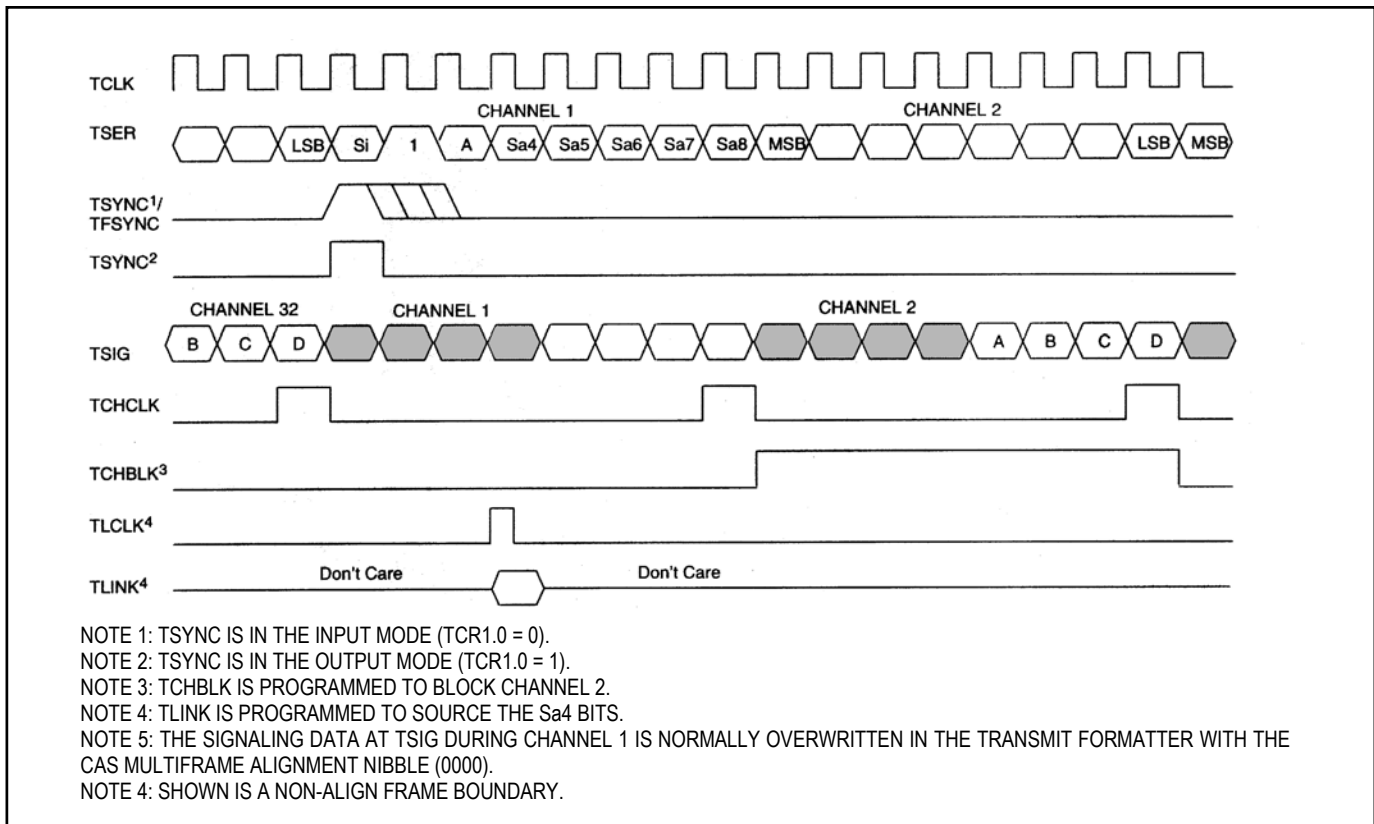 TCLK
CHANNEL 1 CHANNEL 2
TSER LSB Si 1 A Sa4 Sa5 Sa6 Sa7 Sa8 MSB LSB MSB
TSYNC¹/
TFSYNC
TSYNC²
CHANNEL 32 CHANNEL 1 CHANNEL 2
TSIG B C D A B C D
TCHCLK
TCHBLK³
TLCLK⁴
TLINK⁴ Don't Care Don't Care
NOTE 1: TSYNC IS IN THE INPUT MODE (TCR1.0 = 0).
NOTE 2: TSYNC IS IN THE OUTPUT MODE (TCR1.0 = 1).
NOTE 3: TCHBLK IS PROGRAMMED TO BLOCK CHANNEL 2.
NOTE 4: TLINK IS PROGRAMMED TO SOURCE THE Sa4 BITS.
NOTE 5: THE SIGNALING DATA AT TSIG DURING CHANNEL 1 IS NORMALLY OVERWRITTEN IN THE TRANSMIT FORMATTER WITH THE
CAS MULTIFRAME ALIGNMENT NIBBLE (0000).
NOTE 4: SHOWN IS A NON-ALIGN FRAME BOUNDARY.